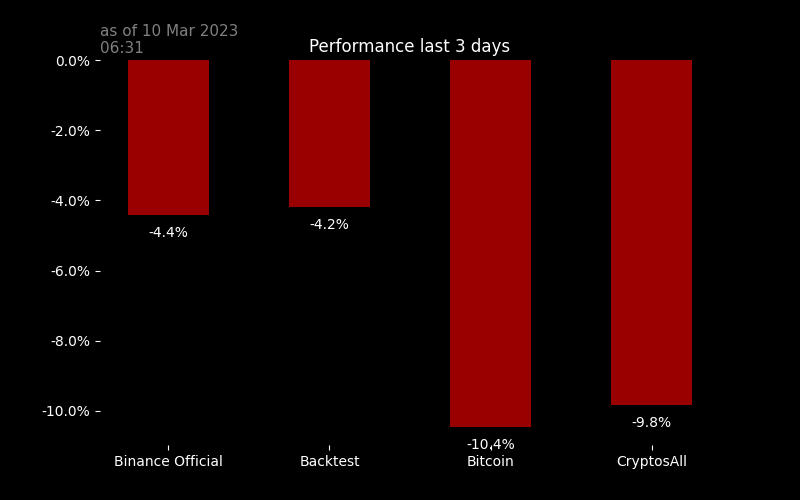 as of 10 Mar 2023
06:31
Performance last 3 days
0.0%
-2.0%
-4.0%
-6.0%
-8.0%
-10.0%
-4.4%
-4.2%
-10.4%
-9.8%
Binance Official
Backtest
Bitcoin
CryptosAll